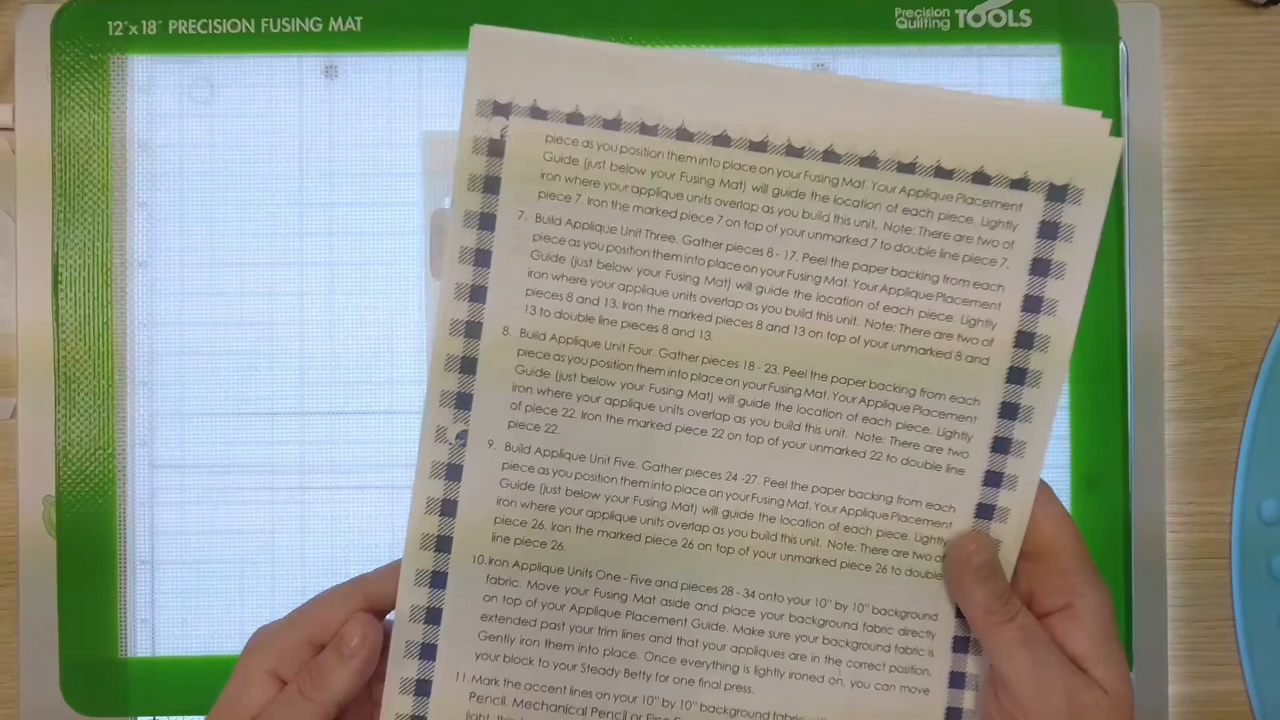 12"x 18" PRECISION FUSING MAT
Precision
Quilting TOOLS
piece as you position them into place on your Fusing Mat. Your Applique Placement
Guide (just below your Fusing Mat) will guide the location of each piece. Lightly
iron where your applique units overlap as you build this unit. Note: There are two of
piece 7. Iron the marked piece 7 on top of your unmarked 7 to double line piece 7.
7. Build Applique Unit Three. Gather pieces 8 - 17. Peel the paper backing from each
piece as you position them into place on your Fusing Mat. Your Applique Placement
Guide (just below your Fusing Mat) will guide the location of each piece. Lightly
iron where your applique units overlap as you build this unit. Note: There are two of
pieces 8 and 13. Iron the marked pieces 8 and 13 on top of your unmarked 8 and
13 to double line pieces 8 and 13.
8. Build Applique Unit Four. Gather pieces 18 - 23. Peel the paper backing from each
piece as you position them into place on your Fusing Mat. Your Applique Placement
Guide (just below your Fusing Mat) will guide the location of each piece. Lightly
iron where your applique units overlap as you build this unit. Note: There are two
of piece 22. Iron the marked piece 22 on top of your unmarked 22 to double line
piece 22.
9. Build Applique Unit Five. Gather pieces 24 -27. Peel the paper backing from each
piece as you position them into place on your Fusing Mat. Your Applique Placement
Guide (just below your Fusing Mat) will guide the location of each piece. Lightly
iron where your applique units overlap as you build this unit. Note: There are two of
piece 26. Iron the marked piece 26 on top of your unmarked piece 26 to double
line piece 26.
10. Iron Applique Units One - Five and pieces 28 - 34 onto your 10" by 10" background
fabric. Move your Fusing Mat aside and place your background fabric directly
on top of your Applique Placement Guide. Make sure your background fabric is
extended past your trim lines and that your appliques are in the correct position.
Gently iron them into place. Once everything is lightly ironed on, you can move
your block to your Steady Betty for one final press.
11. Mark the accent lines on your 10" by 10" background fabric
Pencil, Mechanical Pencil or Fine
light, this